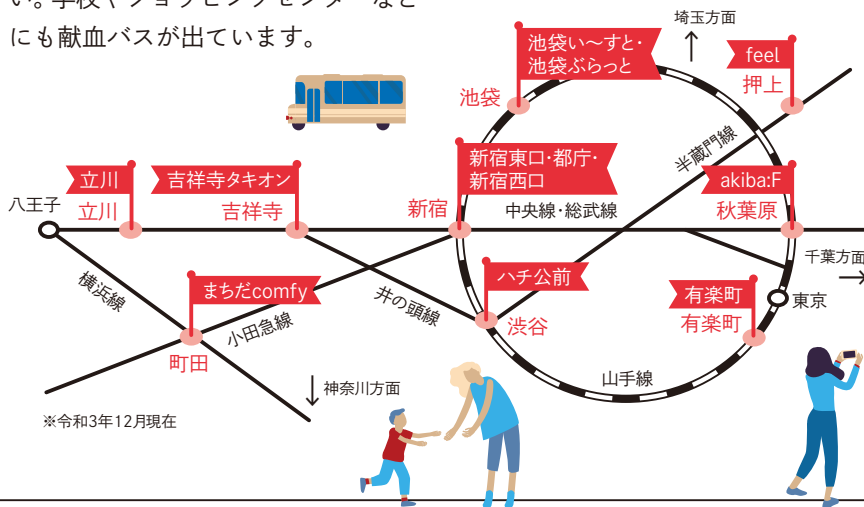 い。学校やショッピングセンターなど
にも献血バスが出ています。
埼玉方面
池袋い〜すと・
池袋ぶらっと
池袋
feel
押上
半蔵門線
新宿東口・都庁・
新宿西口
新宿
中央線・総武線
akiba:F
秋葉原
立川
立川
吉祥寺タキオン
吉祥寺
八王子
千葉方面
横浜線
まちだcomfy
町田
小田急線
井の頭線
ハチ公前
渋谷
有楽町
有楽町
東京
山手線
神奈川方面
※令和3年12月現在